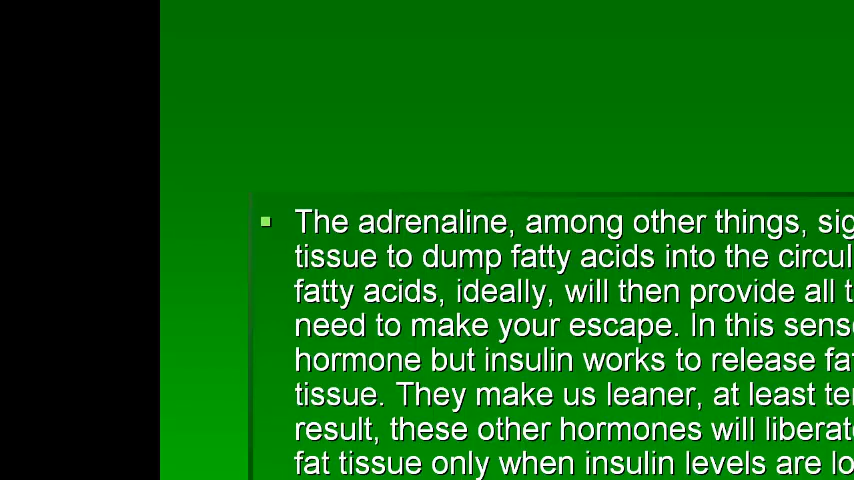 The adrenaline, among other things, sig
tissue to dump fatty acids into the circul
fatty acids, ideally, will then provide all t
need to make your escape. In this sens
hormone but insulin works to release fa
tissue. They make us leaner, at least te
result, these other hormones will liberat
fat tissue only when insulin levels are lo